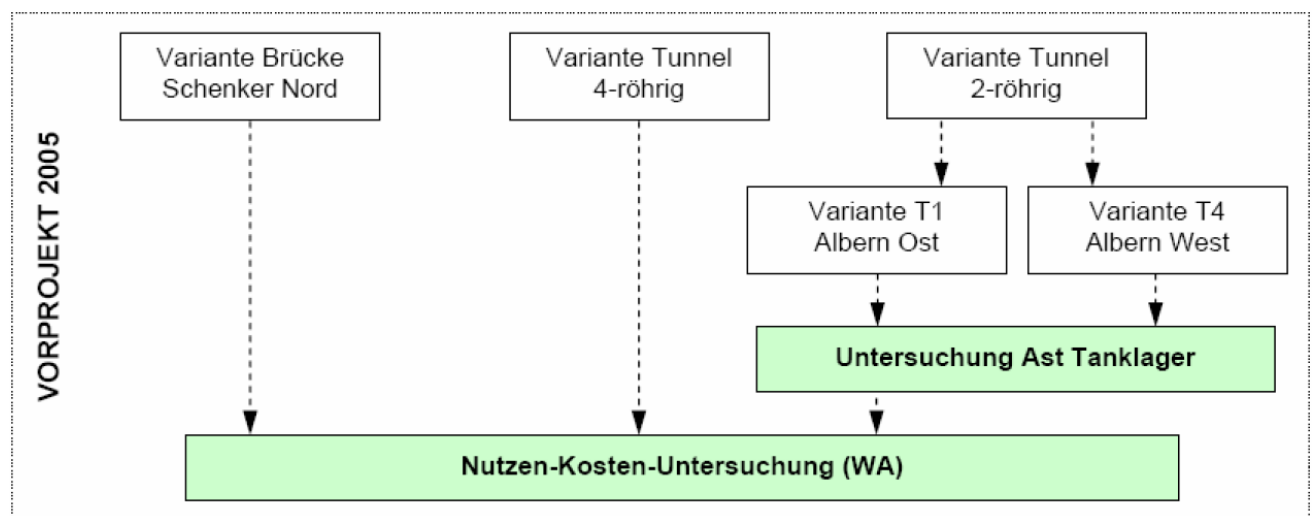 VORPROJEKT 2005
Variante Brücke
Schenker Nord
Variante Tunnel
4-röhrig
Variante Tunnel
2-röhrig
Variante T1
Albern Ost
Variante T4
Albern West
Untersuchung Ast Tanklager
Nutzen-Kosten-Untersuchung (WA)